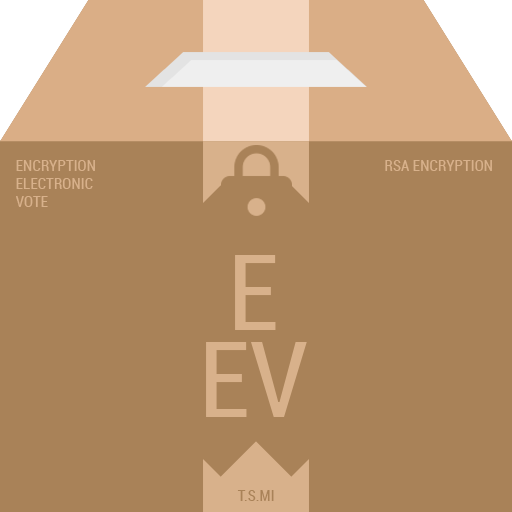 ENCRYPTION
ELECTRONIC
VOTE
RSA ENCRYPTION
E
EV
T.S.MI